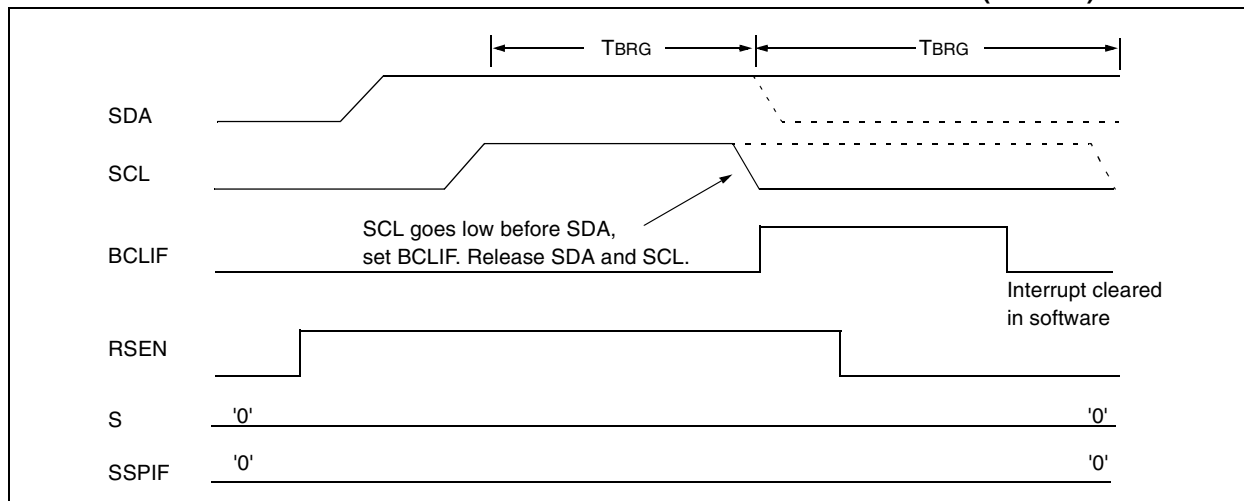 TBRG TBRG
SDA
SCL
SCL goes low before SDA,
set BCLIF. Release SDA and SCL.
BCLIF
Interrupt cleared
in software
RSEN
S '0' '0'
SSPIF '0' '0'